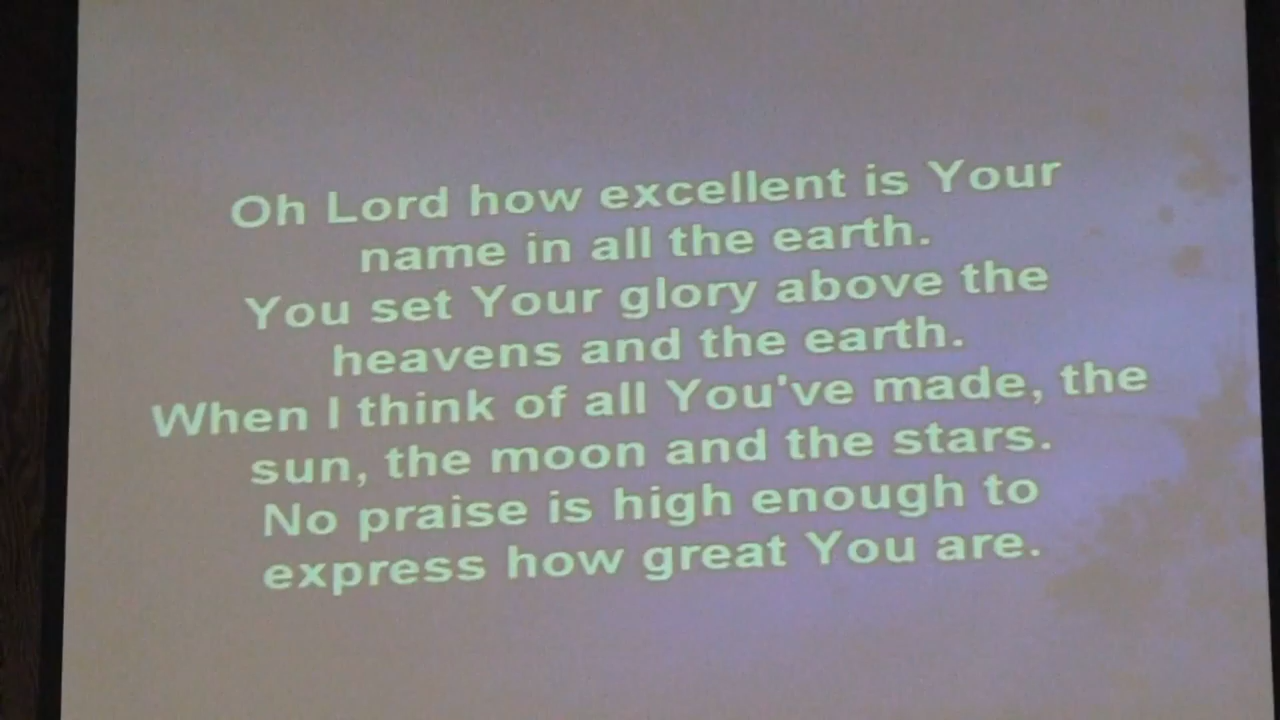 Oh Lord how excellent is Your
name in all the earth.
You set Your glory above the
heavens and the earth.
When I think of all You've made, the
sun, the moon and the stars.
No praise is high enough to
express how great You are.